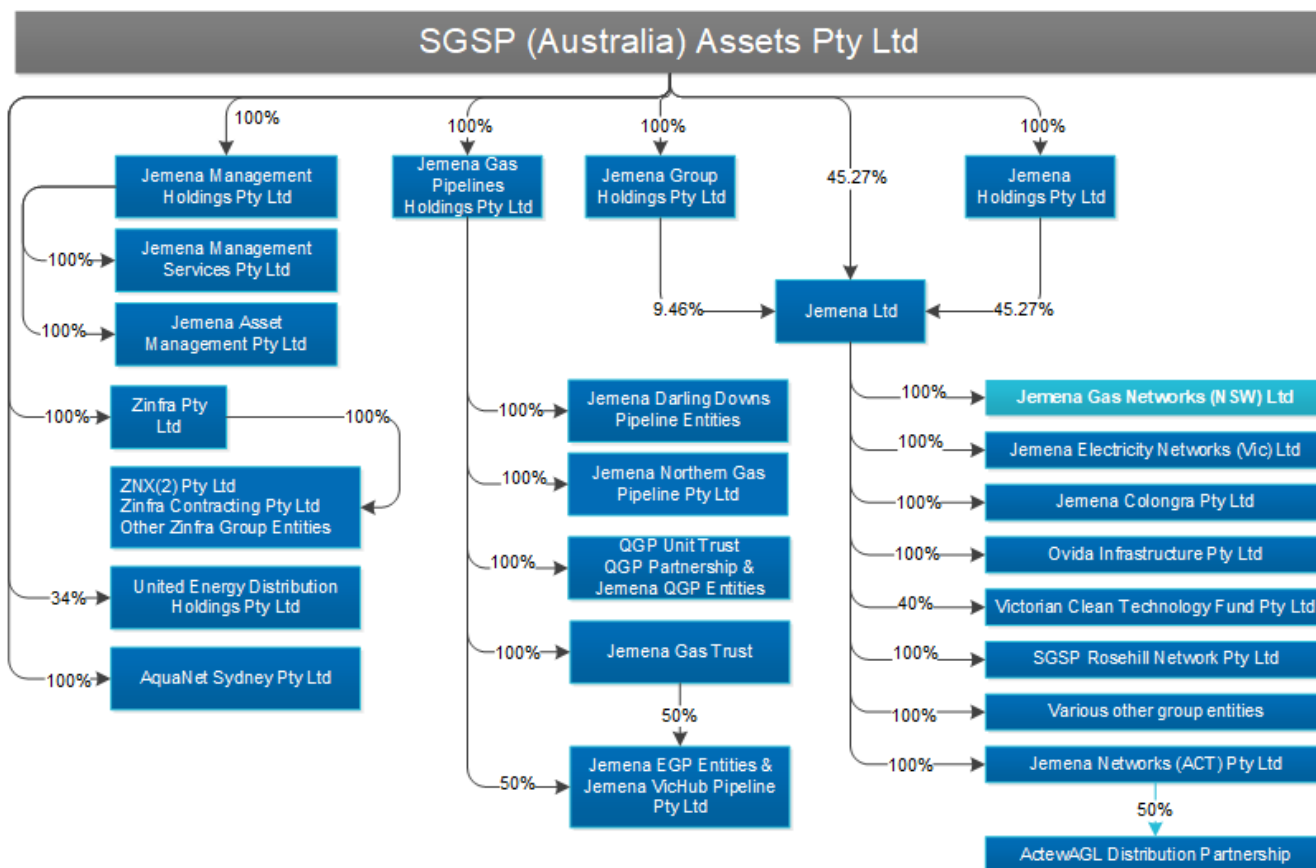 SGSP (Australia) Assets Pty Ltd
100%
100%
100%
45.27%
100%
Jemena Management
Holdings Pty Ltd
Jemena Gas
Pipelines
Holdings Pty Ltd
Jemena Group
Holdings Pty Ltd
Jemena
Holdings Pty Ltd
100%
Jemena Management
Services Pty Ltd
9.46%
Jemena Ltd
45.27%
100%
Jemena Asset
Management Pty Ltd
100%
Zinfra Pty
Ltd
100%
ZNX(2) Pty Ltd
Zinfra Contracting Pty Ltd
Other Zinfra Group Entities
34%
United Energy Distribution
Holdings Pty Ltd
100%
AquaNet Sydney Pty Ltd
100%
Jemena Darling Downs
Pipeline Entities
100%
Jemena Northern Gas
Pipeline Pty Ltd
100%
QGP Unit Trust
QGP Partnership &
Jemena QGP Entities
100%
Jemena Gas Trust
50%
50%
Jemena EGP Entities &
Jemena VicHub Pipeline
Pty Ltd
100%
Jemena Gas Networks (NSW) Ltd
100%
Jemena Electricity Networks (Vic) Ltd
100%
Jemena Colongra Pty Ltd
100%
Ovida Infrastructure Pty Ltd
40%
Victorian Clean Technology Fund Pty Ltd
100%
SGSP Rosehill Network Pty Ltd
100%
Various other group entities
100%
Jemena Networks (ACT) Pty Ltd
50%
ActewAGL Distribution Partnership